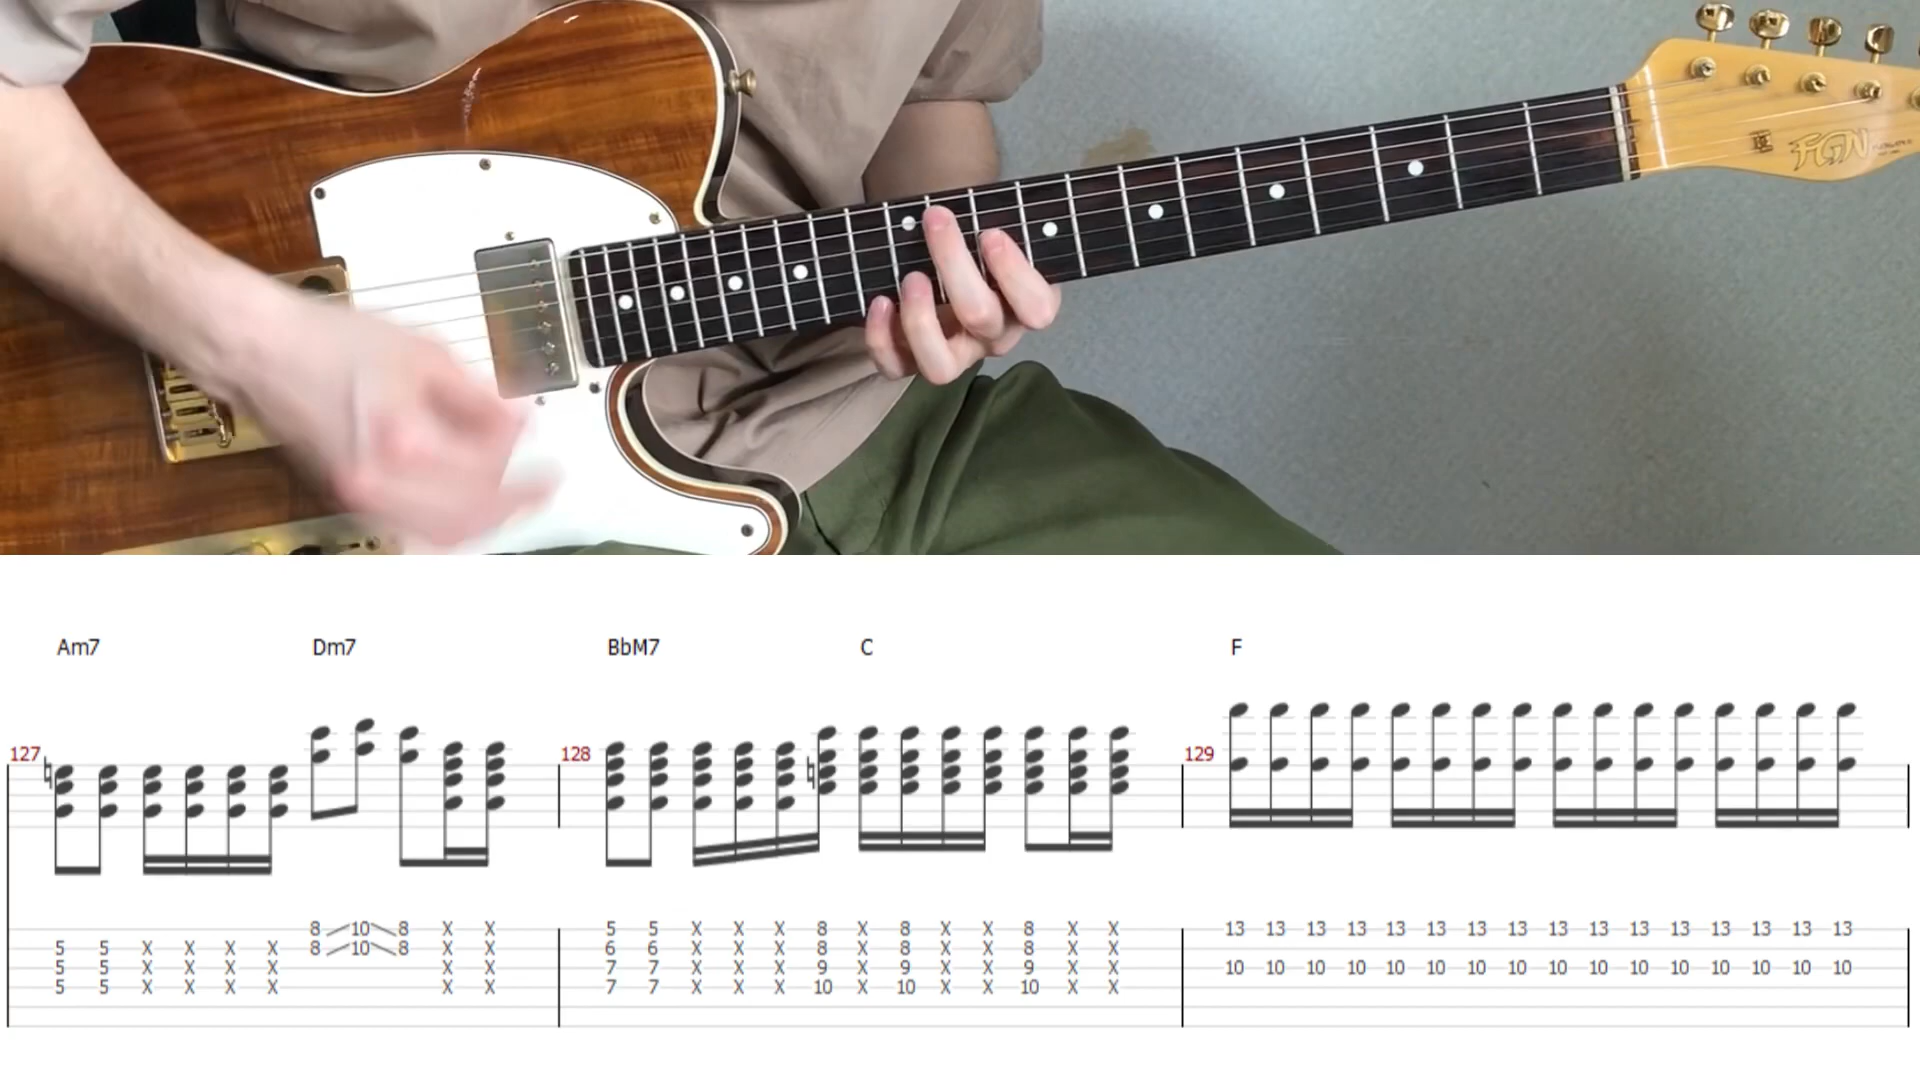 FGN
Am7 Dm7 BbM7 C F
127 128 129
8 10 8 X X 5 5 X X X 8 X 8 X X 8 X X 13 13 13 13 13 13 13 13 13 13 13 13 13 13 13 13
5 5 X X X X 8 10 8 X X 6 6 X X X 8 X 8 X X 8 X X
5 5 X X X X X X 7 7 X X X 9 X 9 X X 9 X X 10 10 10 10 10 10 10 10 10 10 10 10 10 10 10 10
5 5 X X X X X X 7 7 X X X 10 X 10 X X 10 X X